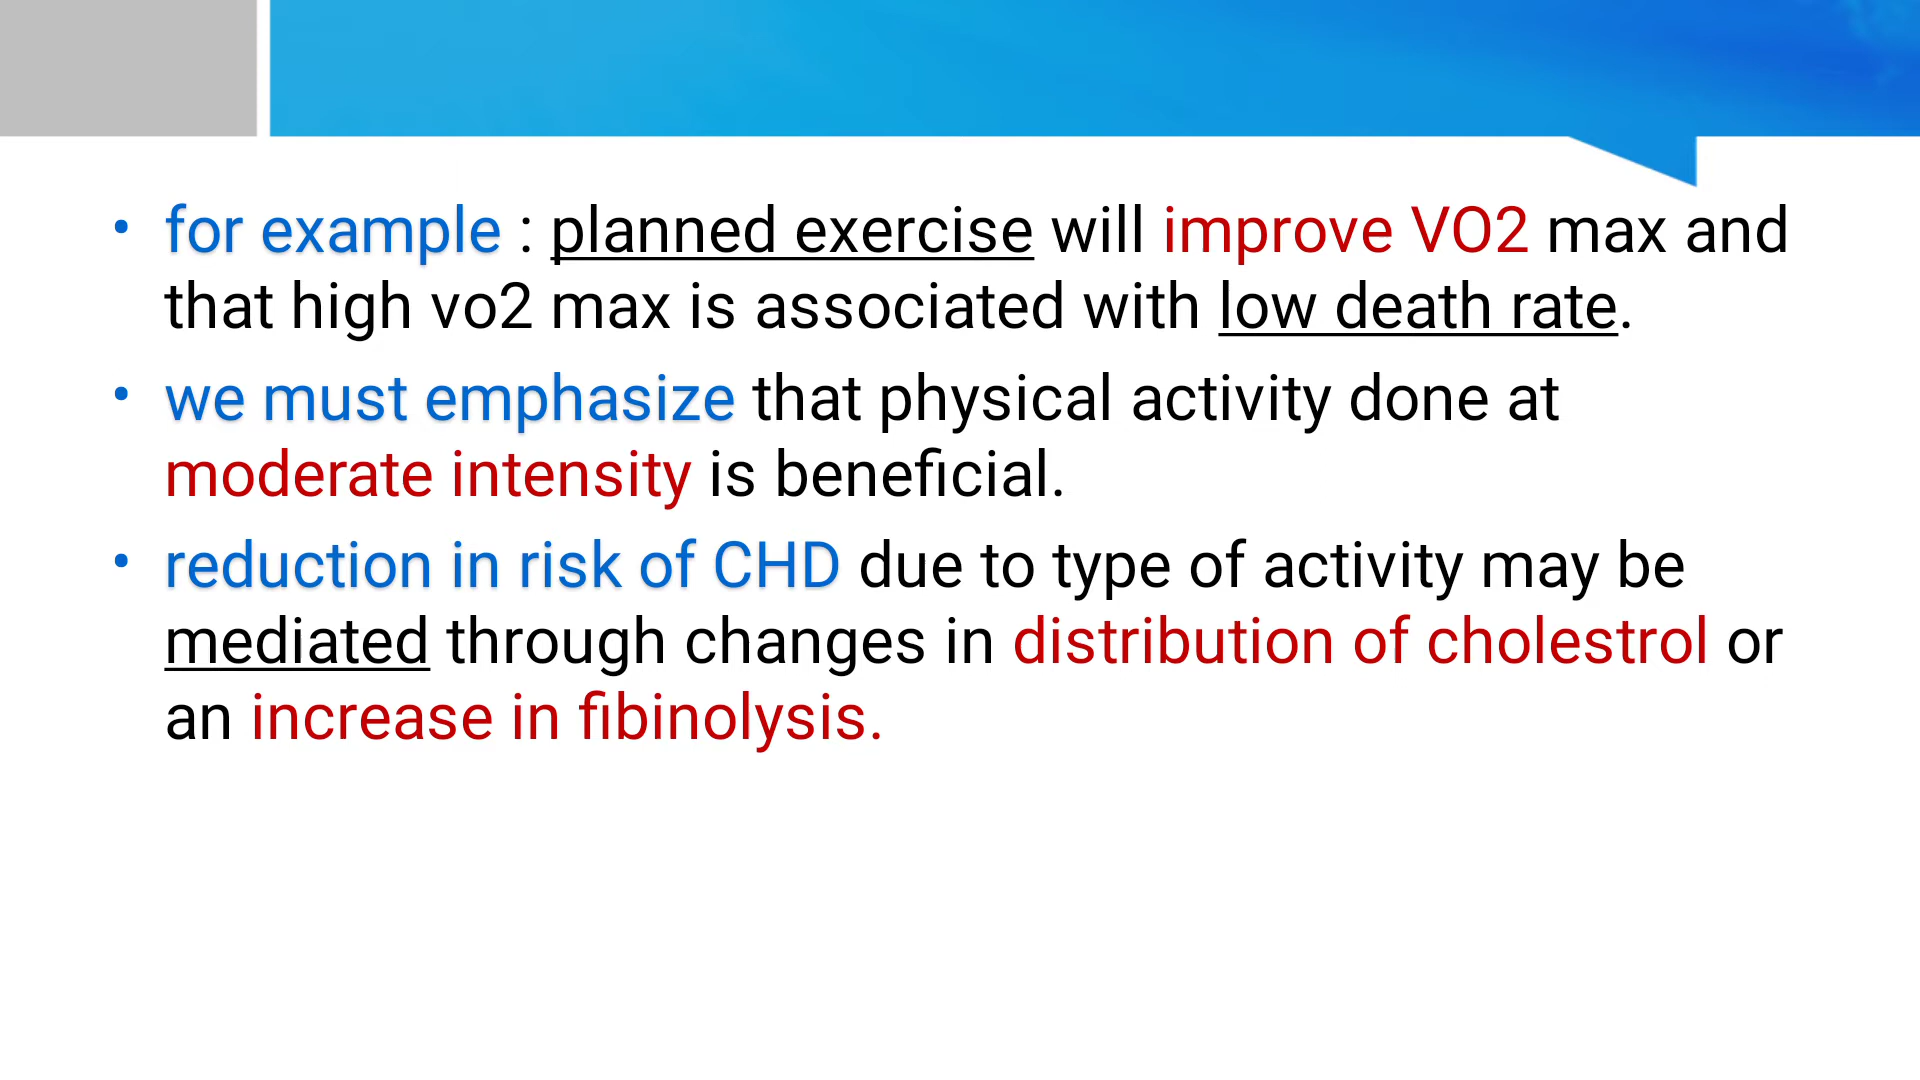 • for example : planned exercise will improve VO2 max and
that high vo2 max is associated with low death rate.
• we must emphasize that physical activity done at
moderate intensity is beneficial.
• reduction in risk of CHD due to type of activity may be
mediated through changes in distribution of cholestrol or
an increase in fibinolysis.